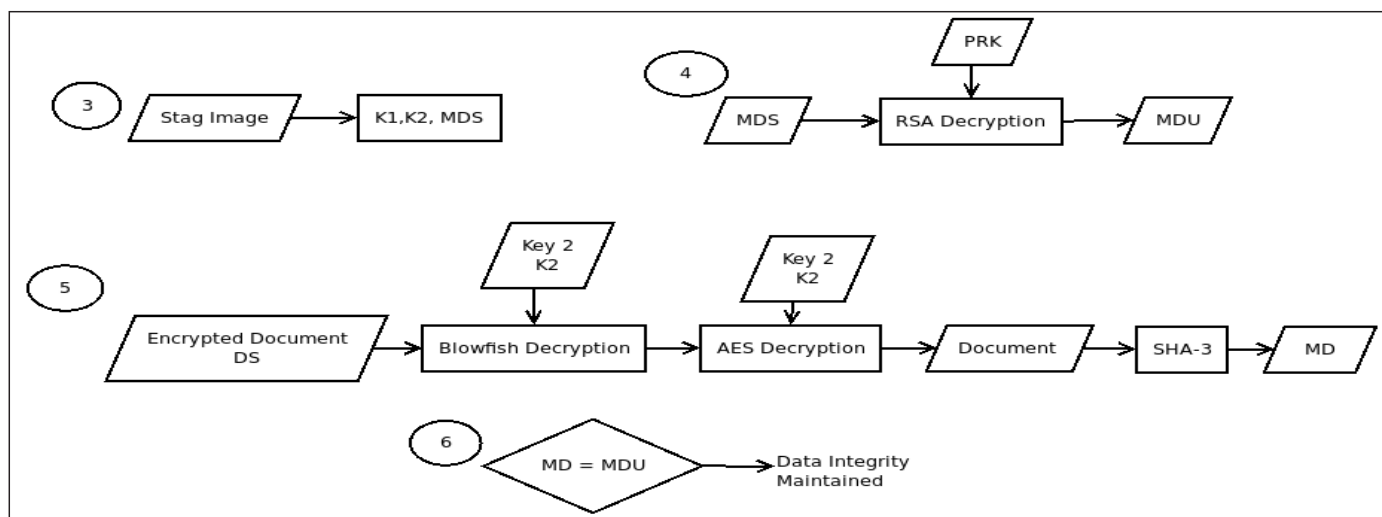 3
Stag Image
K1,K2, MDS
4
PRK
MDS
RSA Decryption
MDU
5
Key 2
K2
Key 2
K2
Encrypted Document
DS
Blowfish Decryption
AES Decryption
Document
SHA-3
MD
6
MD = MDU
Data Integrity
Maintained